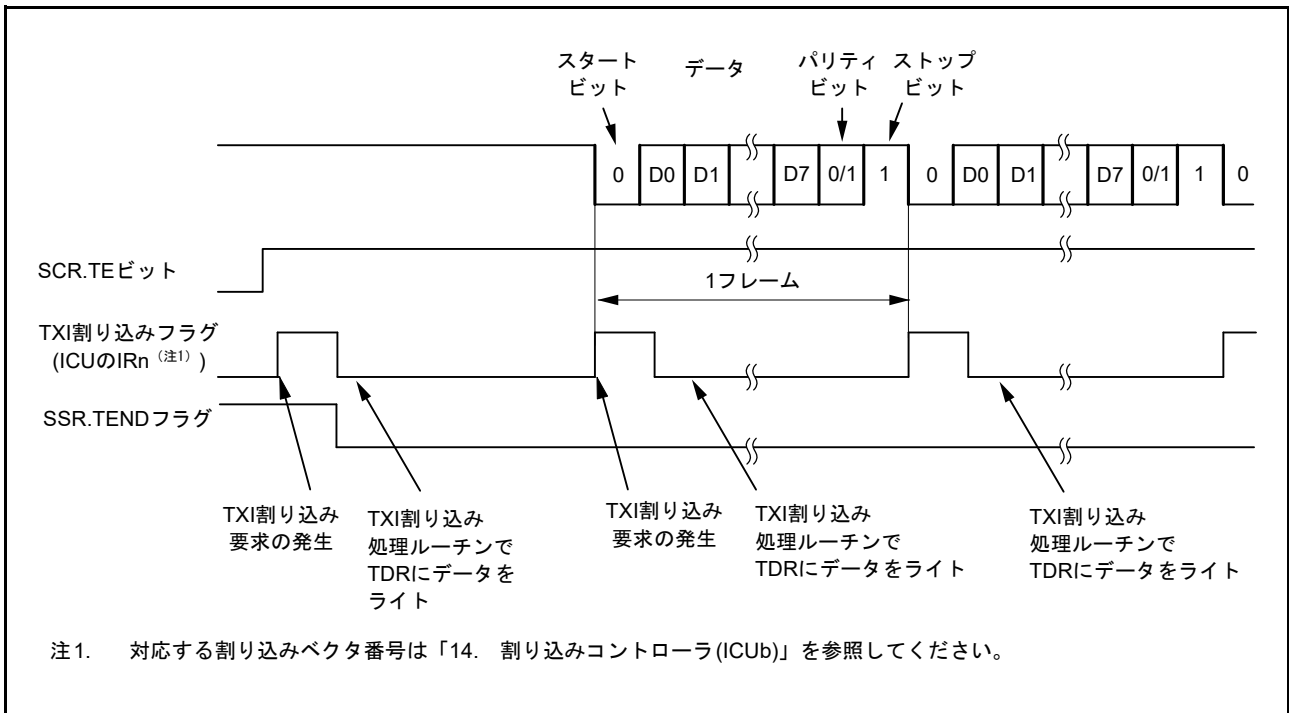 スタート
ビット
データ
パリティ
ビット
ストップ
ビット
0 D0 D1 D7 0/1 1 0 D0 D1 D7 0/1 1 0
SCR.TEビット
1フレーム
TXI割り込みフラグ
(ICUのIRn（注1）)
SSR.TENDフラグ
TXI割り込み
要求の発生
TXI割り込み
処理ルーチンで
TDRにデータを
ライト
TXI割り込み
要求の発生
TXI割り込み
処理ルーチンで
TDRにデータをライト
TXI割り込み
処理ルーチンで
TDRにデータをライト
注1. 対応する割り込みベクタ番号は「14. 割り込みコントローラ(ICUb)」を参照してください。